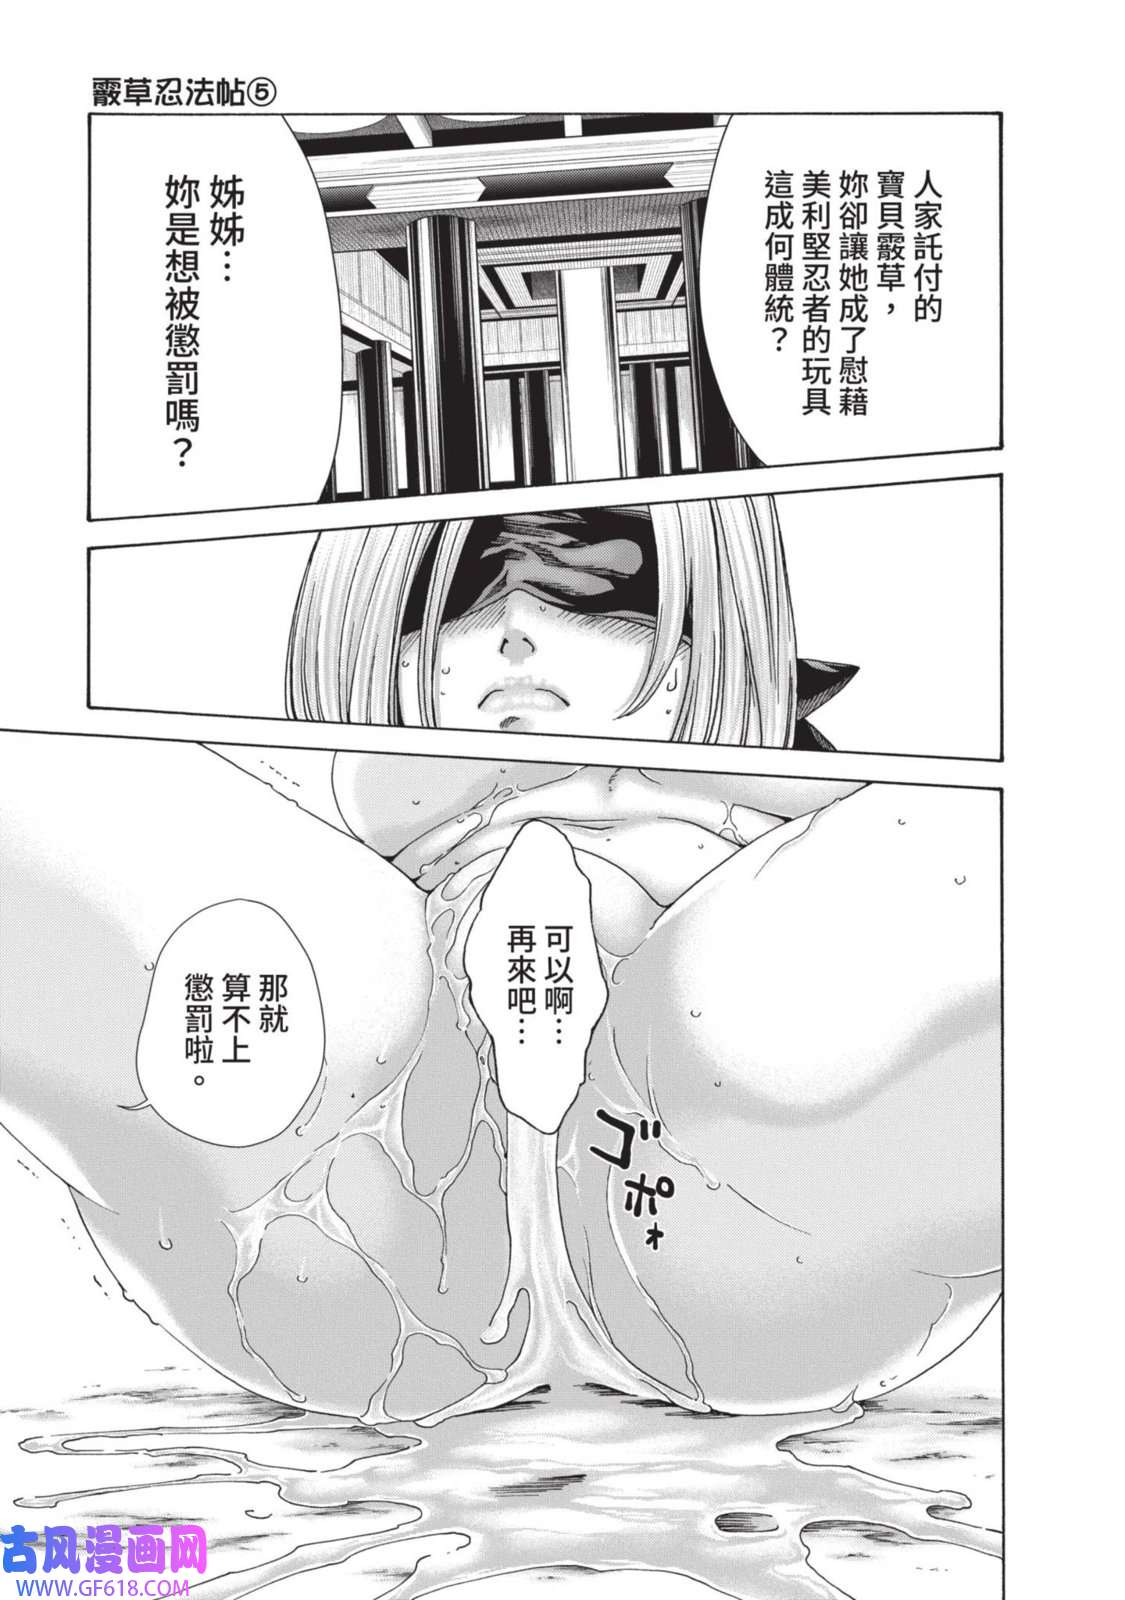 霰草忍法帖⑤
人家託付的
寶貝霰草，
妳卻讓她成了慰藉
美利堅忍者的玩具
這成何體統？
姊姊…
妳是想被懲罰嗎？
可以啊…
再來吧…
那就
算不上
懲罰啦。
ゴポォ
古风漫画网
WWW.GF618.COM